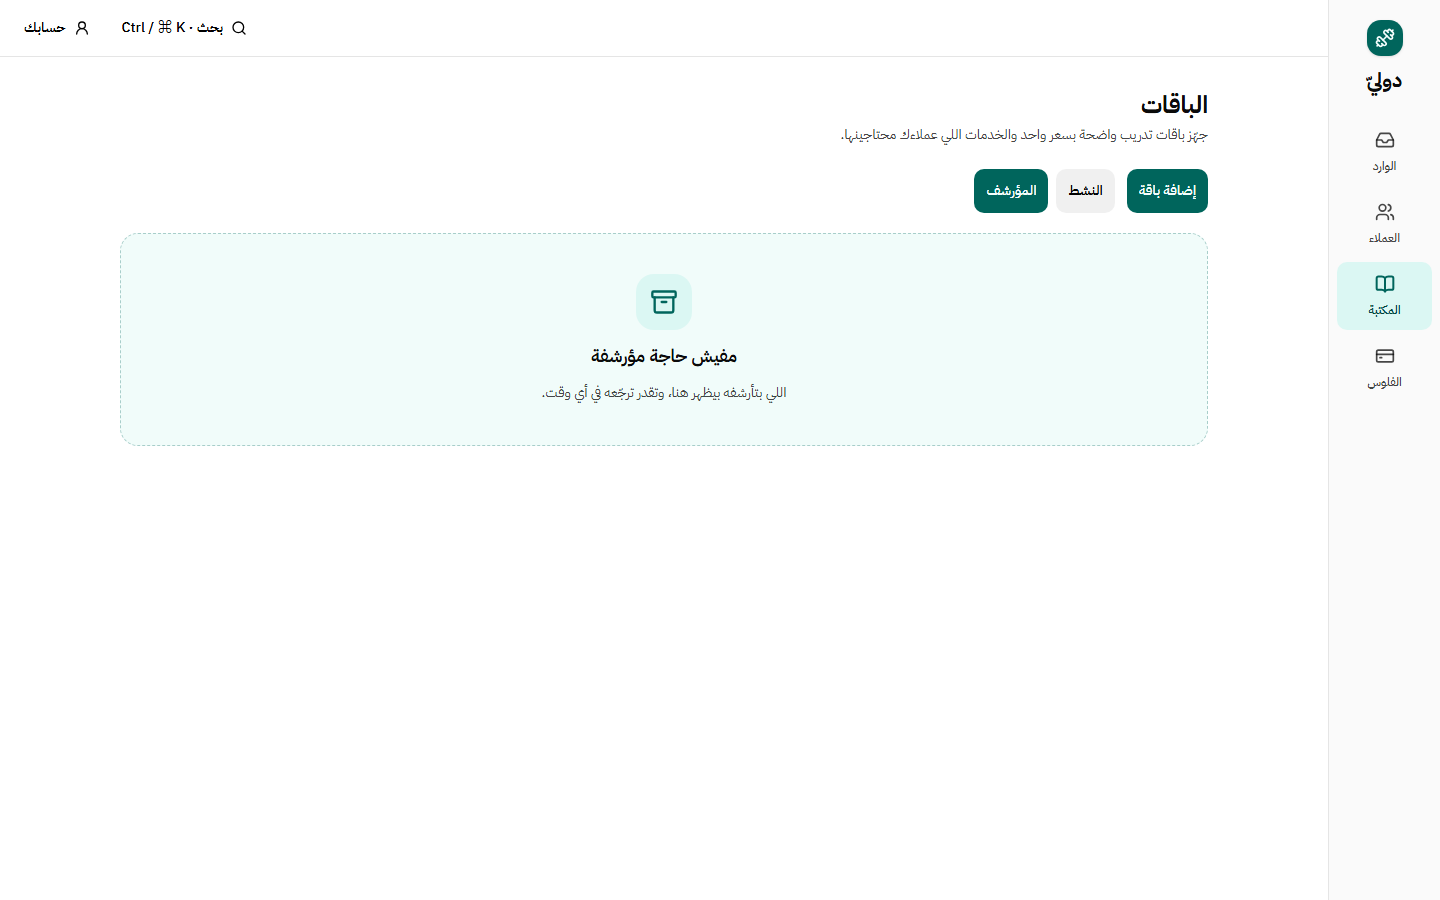 دوليّ
الوارد
العملاء
المكتبة
الفلوس
بحث · Ctrl / ⌘ K
حسابك
الباقات
جهّز باقات تدريب واضحة بسعر واحد والخدمات اللي عملاءك محتاجينها.
إضافة باقة
النشط
المؤرشف
مفيش حاجة مؤرشفة
اللي بتأرشفه بيظهر هنا، وتقدر ترجّعه في أي وقت.